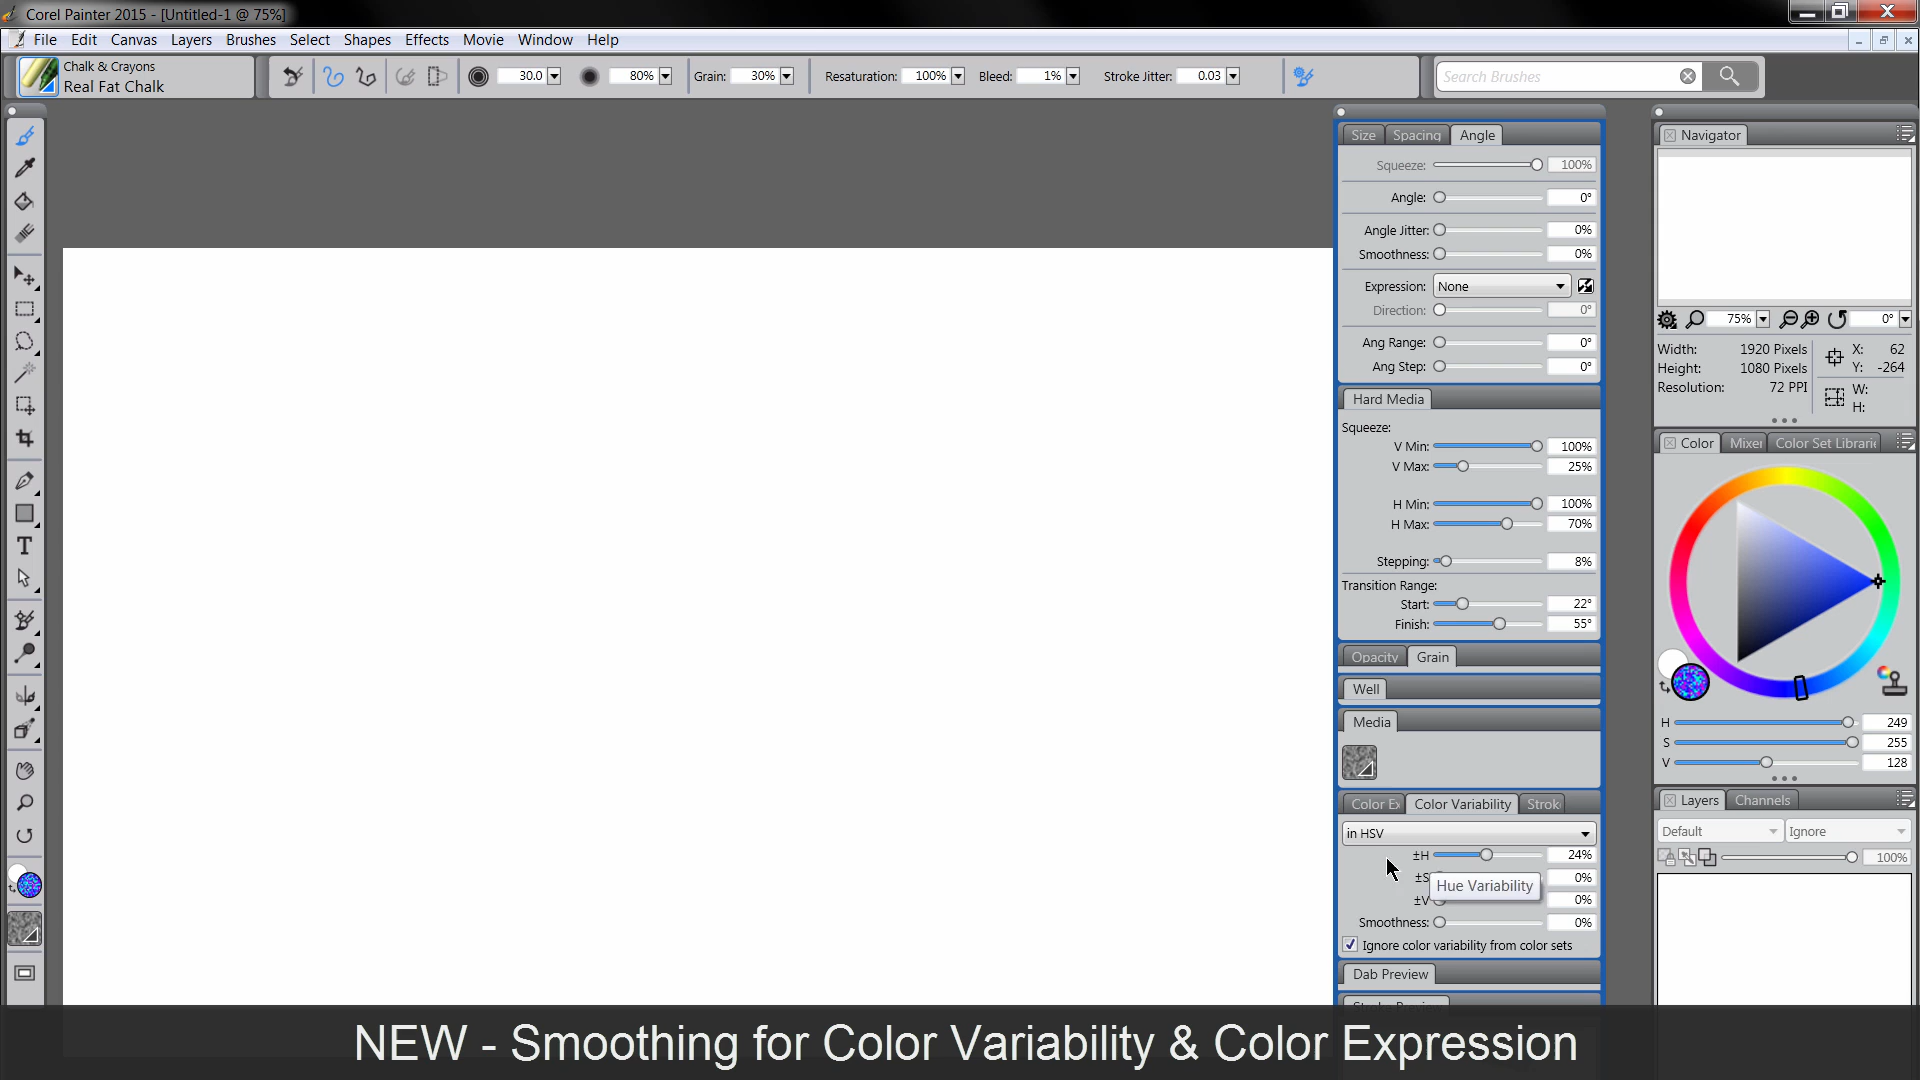 Corel Painter 2015 - [Untitled-1 @ 75%]
File Edit Canvas Layers Brushes Select Shapes Effects Movie Window Help
Chalk & Crayons
Real Fat Chalk
30.0
80%
Grain: 30%
Resaturation: 100%
Bleed: 1%
Stroke Jitter: 0.03
Search Brushes
Size Spacing Angle
Squeeze: 100%
Angle: 0°
Angle Jitter: 0%
Smoothness: 0%
Expression: None
Direction: 0°
Ang Range: 0°
Ang Step: 0°
Hard Media
Squeeze:
V Min: 100%
V Max: 25%
H Min: 100%
H Max: 70%
Stepping: 8%
Transition Range:
Start: 22°
Finish: 55°
Opacity Grain
Well
Media
Color Ex Color Variability Strok
in HSV
±H 24%
±S 0%
Hue Variability
±V 0%
Smoothness: 0%
Ignore color variability from color sets
Dab Preview
Navigator
75% 0°
Width: 1920 Pixels
Height: 1080 Pixels
Resolution: 72 PPI
X: 62
Y: -264
W:
H:
Color Mixer Color Set Librarie
H 249
S 255
V 128
Layers Channels
Default Ignore
100%
T
NEW - Smoothing for Color Variability & Color Expression